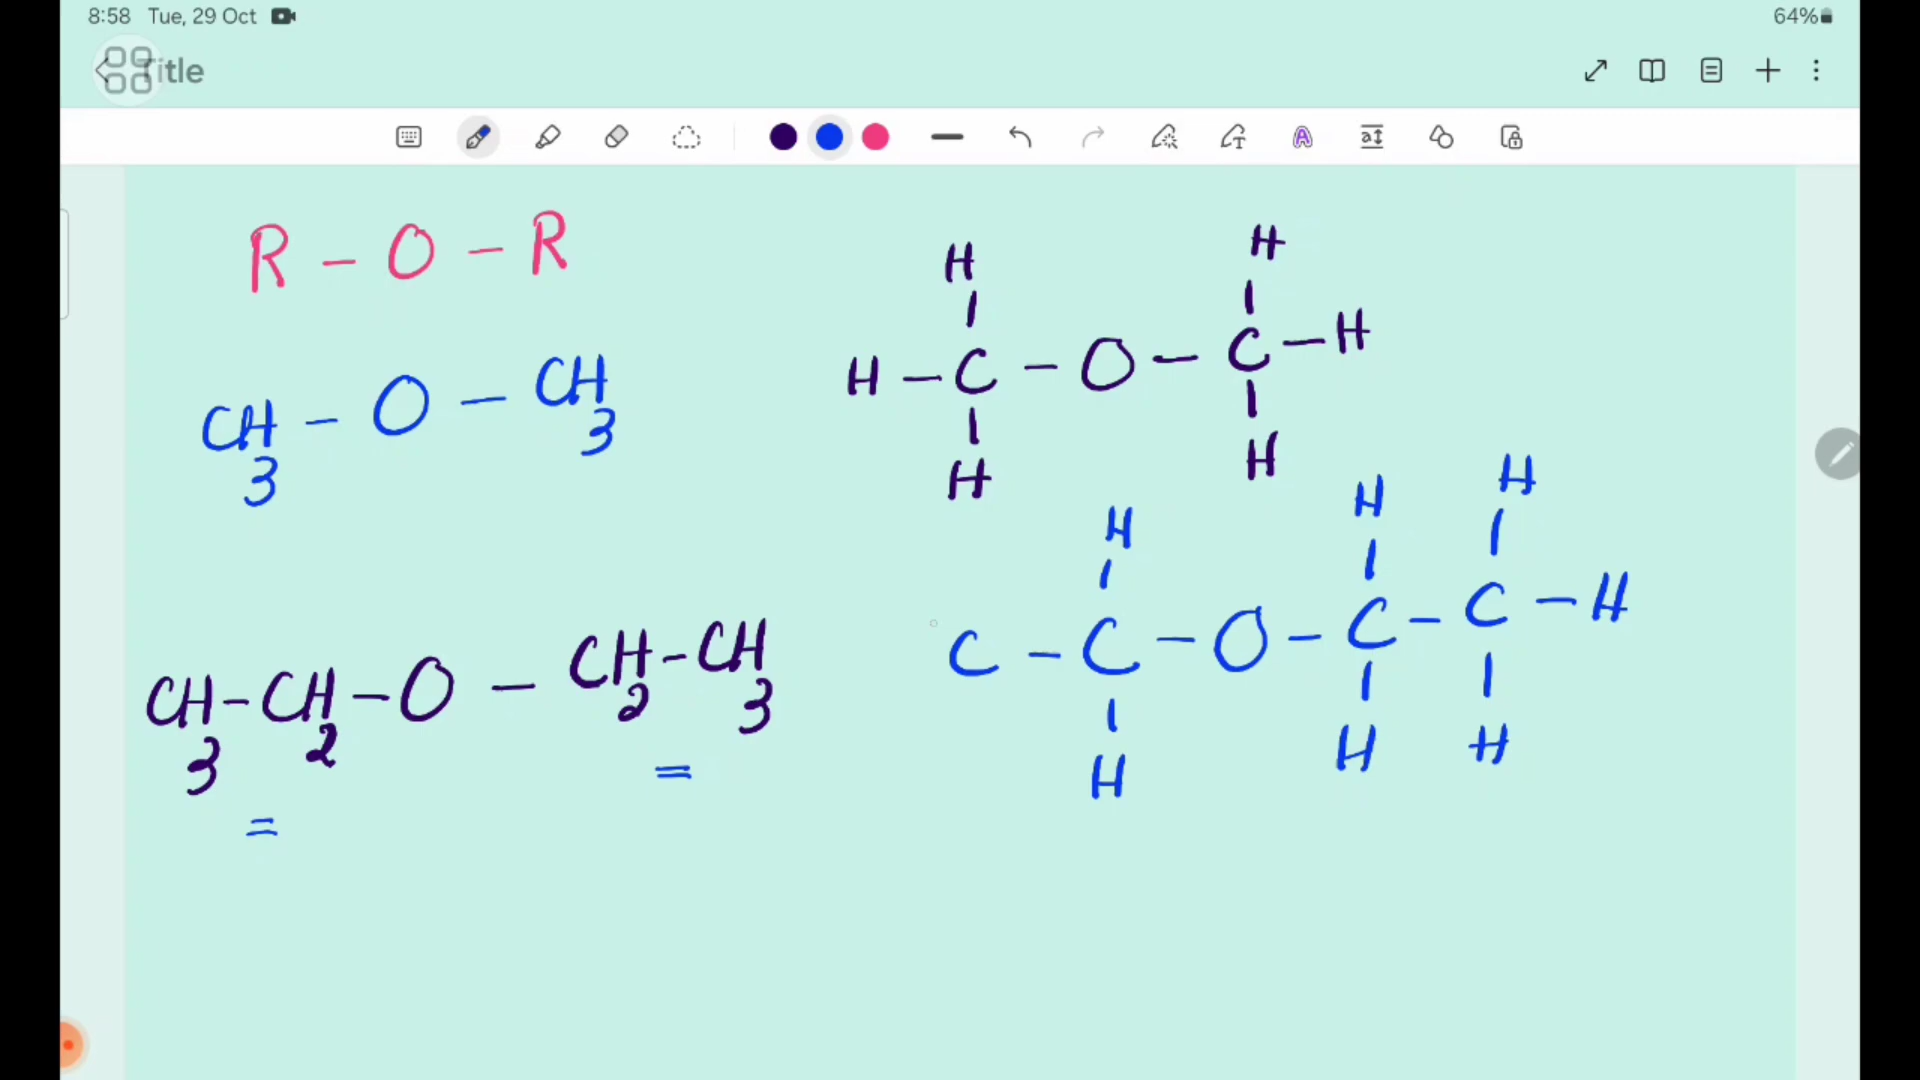 8:58 Tue, 29 Oct 64%
Title
R - O - R
CH3 - O - CH3
CH3-CH2-O - CH2-CH3
=
=
H H
H - C - O - C - H
H H
H H H
C - C - O - C - C - H
H H H